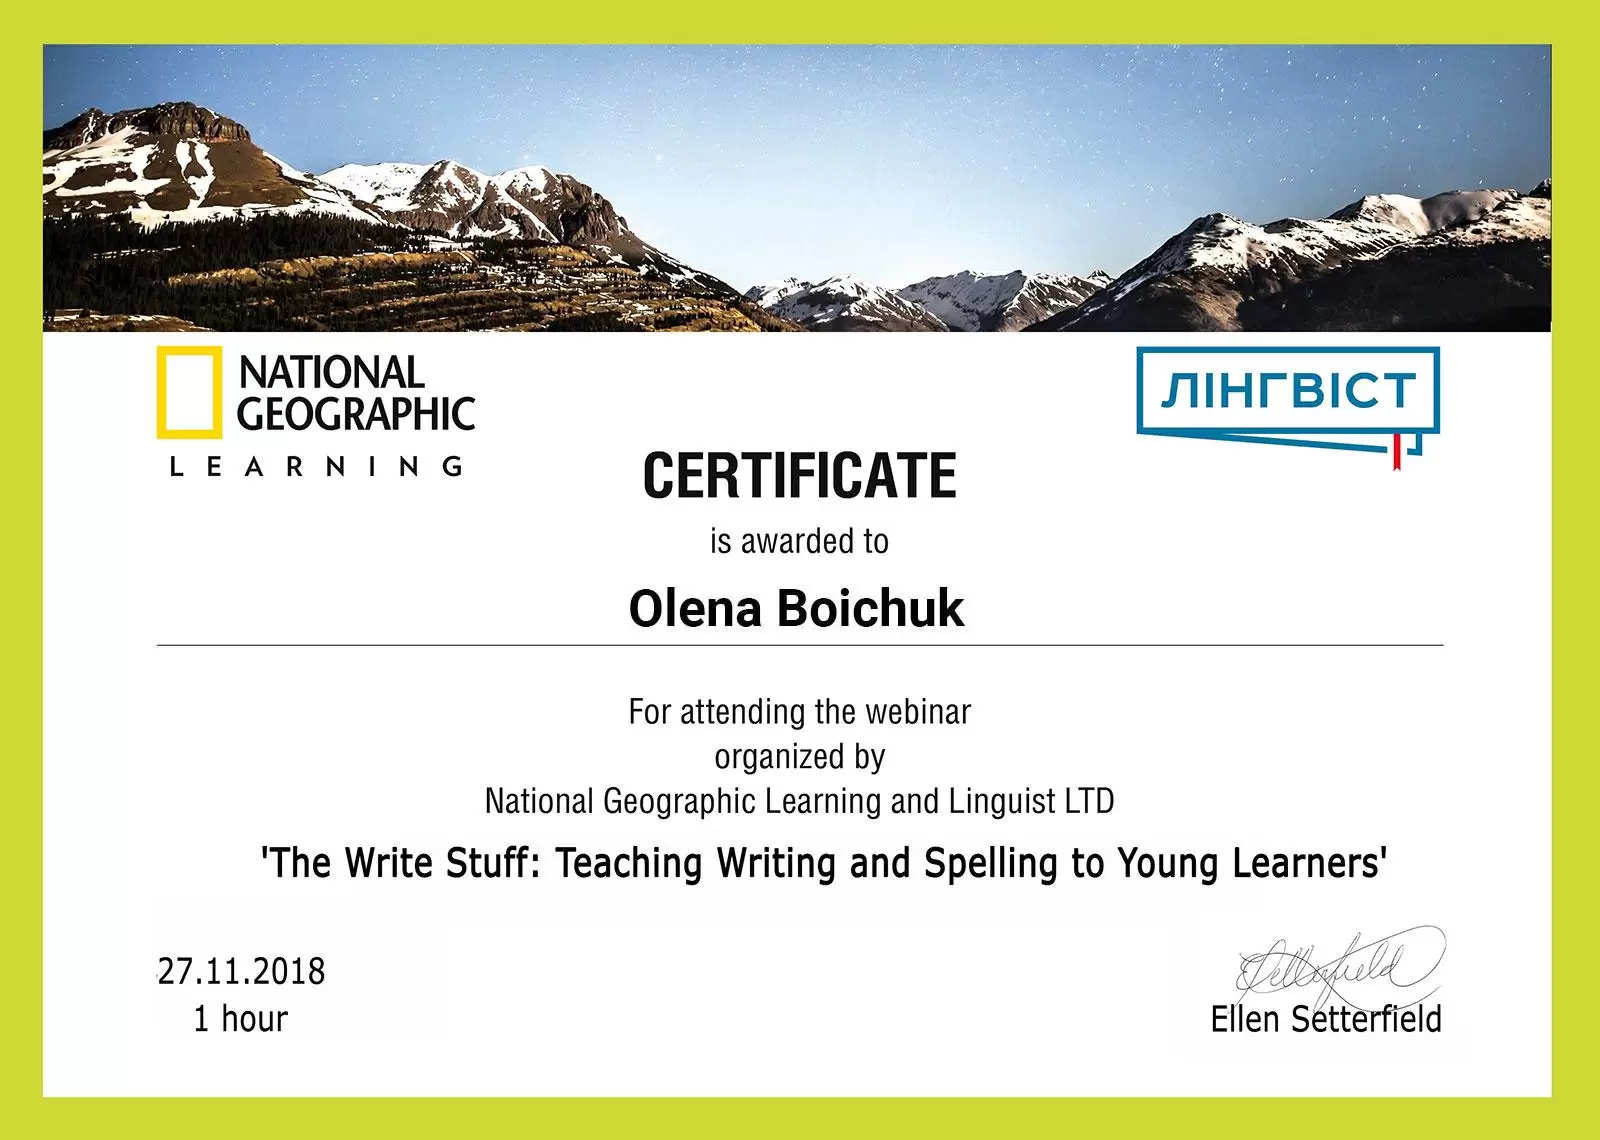 NATIONAL
GEOGRAPHIC
LEARNING
ЛІНГВІСТ
CERTIFICATE
is awarded to
Olena Boichuk
For attending the webinar
organized by
National Geographic Learning and Linguist LTD
'The Write Stuff: Teaching Writing and Spelling to Young Learners'
27.11.2018
1 hour
Setterfield
Ellen Setterfield